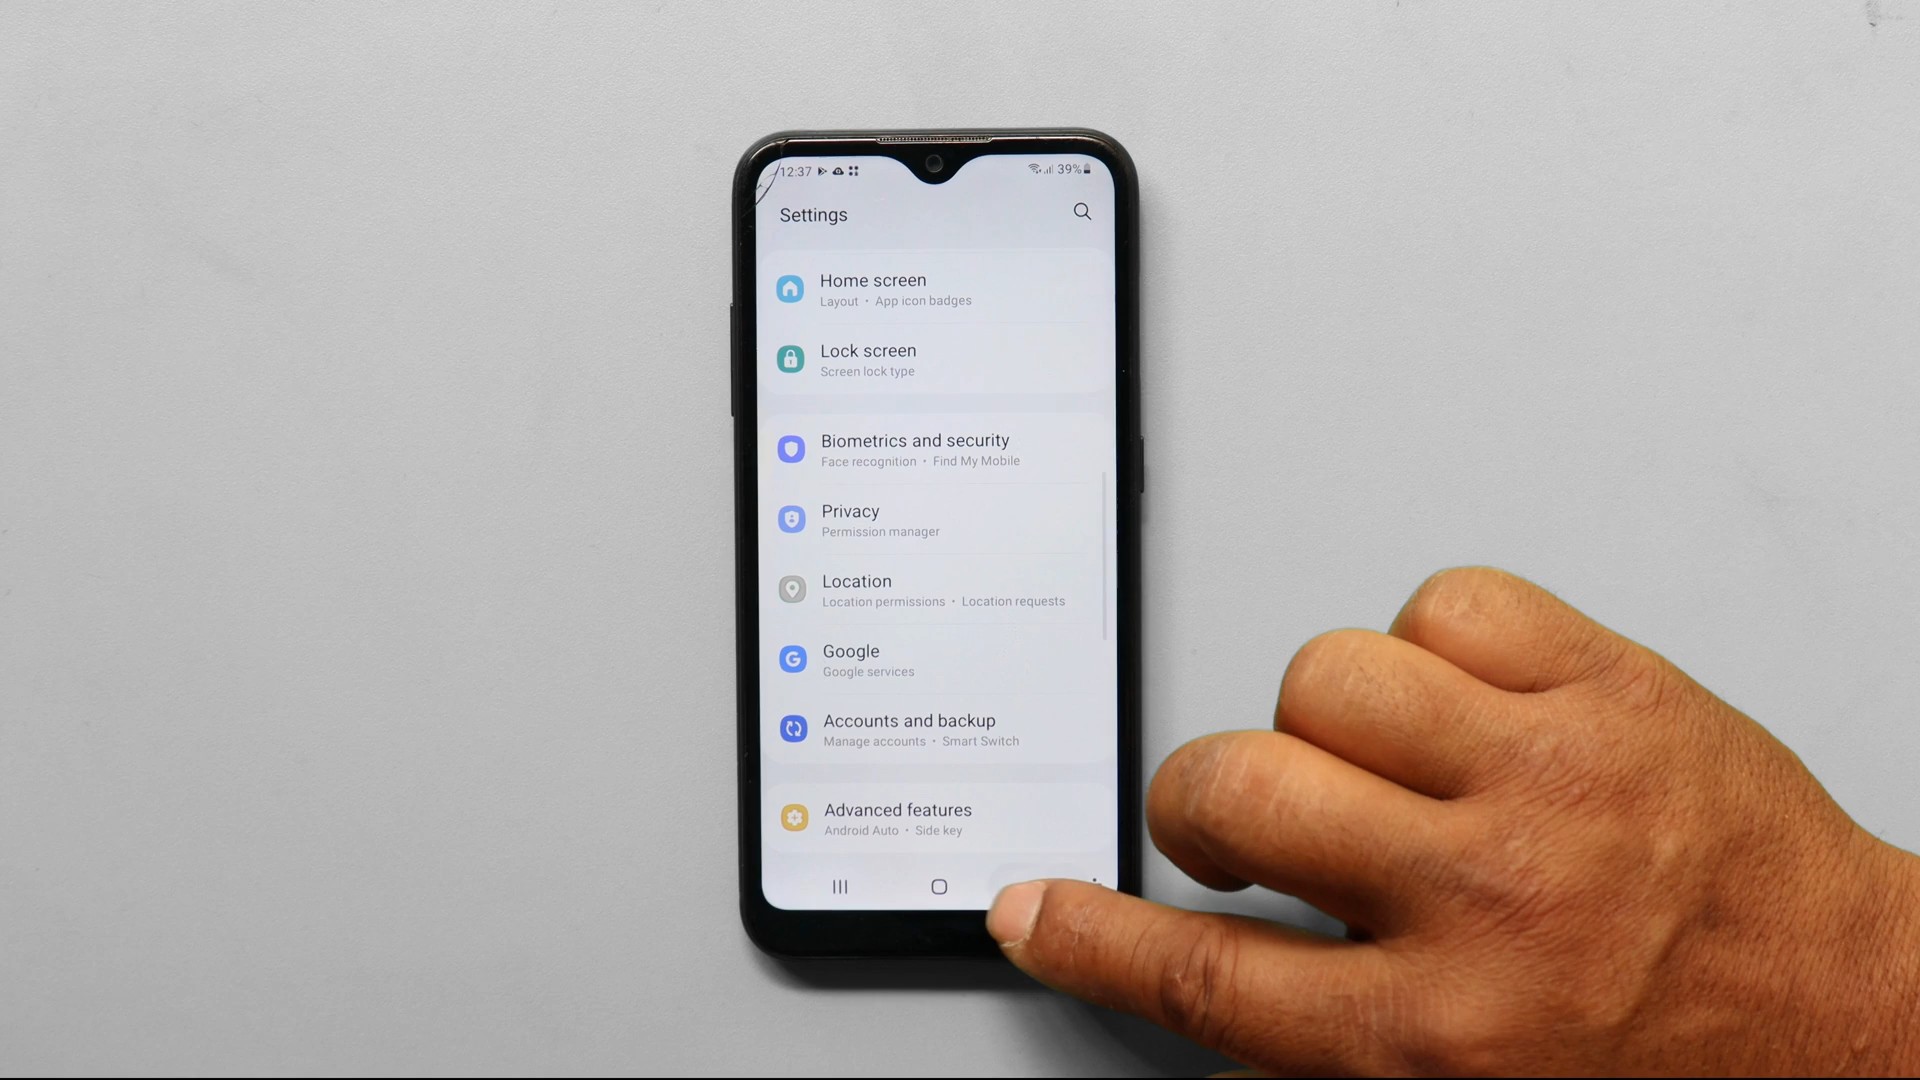 12:37
39%
Settings
Home screen
Layout • App icon badges
Lock screen
Screen lock type
Biometrics and security
Face recognition • Find My Mobile
Privacy
Permission manager
Location
Location permissions • Location requests
Google
Google services
Accounts and backup
Manage accounts • Smart Switch
Advanced features
Android Auto • Side key